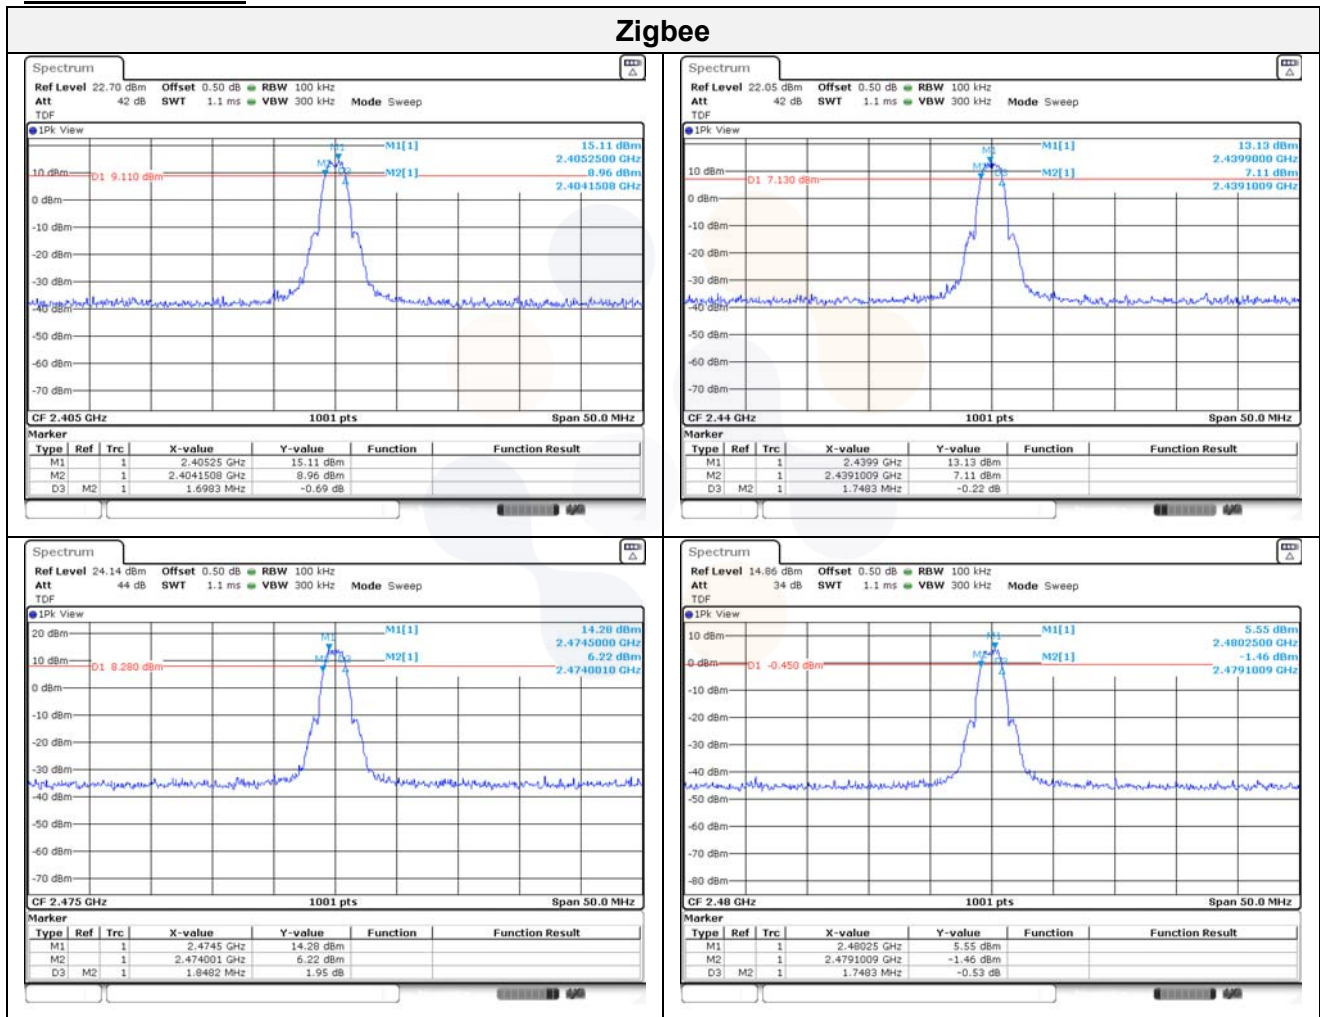 Zigbee
Spectrum
Ref Level 22.70 dBm Offset 0.50 dB RBW 100 kHz
Att 42 dB SWT 1.1 ms VBW 300 kHz Mode Sweep
TDF
1Pk View
M1[1] 15.11 dBm
2.4052500 GHz
M2[1] 8.96 dBm
2.4041508 GHz
M1
D1 9.110 dBm
10 dBm
0 dBm
-10 dBm
-20 dBm
-30 dBm
-40 dBm
-50 dBm
-60 dBm
-70 dBm
CF 2.405 GHz 1001 pts Span 50.0 MHz
Marker
Type Ref Trc X-value Y-value Function Function Result
M1 1 2.40525 GHz 15.11 dBm
M2 1 2.4041508 GHz 8.96 dBm
D3 M2 1 1.6983 MHz -0.69 dB
Spectrum
Ref Level 22.05 dBm Offset 0.50 dB RBW 100 kHz
Att 42 dB SWT 1.1 ms VBW 300 kHz Mode Sweep
TDF
1Pk View
M1[1] 13.13 dBm
2.4399000 GHz
M2[1] 7.11 dBm
2.4391009 GHz
M1
10 dBm
D1 7.130 dBm
0 dBm
-10 dBm
-20 dBm
-30 dBm
-40 dBm
-50 dBm
-60 dBm
-70 dBm
CF 2.44 GHz 1001 pts Span 50.0 MHz
Marker
Type Ref Trc X-value Y-value Function Function Result
M1 1 2.4399 GHz 13.13 dBm
M2 1 2.4391009 GHz 7.11 dBm
D3 M2 1 1.7483 MHz -0.22 dB
Spectrum
Ref Level 24.14 dBm Offset 0.50 dB RBW 100 kHz
Att 44 dB SWT 1.1 ms VBW 300 kHz Mode Sweep
TDF
1Pk View
M1[1] 14.28 dBm
2.4745000 GHz
M2[1] 6.22 dBm
2.4740010 GHz
M1
20 dBm
10 dBm
D1 8.280 dBm
0 dBm
-10 dBm
-20 dBm
-30 dBm
-40 dBm
-50 dBm
-60 dBm
-70 dBm
CF 2.475 GHz 1001 pts Span 50.0 MHz
Marker
Type Ref Trc X-value Y-value Function Function Result
M1 1 2.4745 GHz 14.28 dBm
M2 1 2.474001 GHz 6.22 dBm
D3 M2 1 1.8482 MHz 1.95 dB
Spectrum
Ref Level 14.86 dBm Offset 0.50 dB RBW 100 kHz
Att 34 dB SWT 1.1 ms VBW 300 kHz Mode Sweep
TDF
1Pk View
M1[1] 5.55 dBm
2.4802500 GHz
M2[1] -1.46 dBm
2.4791009 GHz
M1
10 dBm
0 dBm
D1 -0.450 dBm
-10 dBm
-20 dBm
-30 dBm
-40 dBm
-50 dBm
-60 dBm
-70 dBm
-80 dBm
CF 2.48 GHz 1001 pts Span 50.0 MHz
Marker
Type Ref Trc X-value Y-value Function Function Result
M1 1 2.48025 GHz 5.55 dBm
M2 1 2.4791009 GHz -1.46 dBm
D3 M2 1 1.7483 MHz -0.53 dB